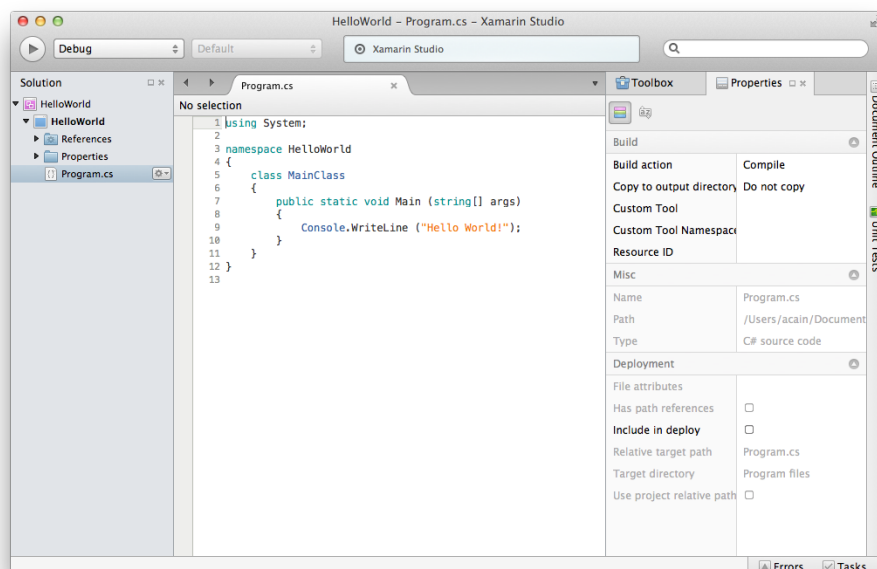 HelloWorld – Program.cs – Xamarin Studio
Debug
Default
Xamarin Studio
Solution
HelloWorld
HelloWorld
References
Properties
Program.cs
Program.cs
No selection
1 using System;
2
3 namespace HelloWorld
4 {
5 class MainClass
6 {
7 public static void Main (string[] args)
8 {
9 Console.WriteLine ("Hello World!");
10 }
11 }
12 }
13
Toolbox
Properties
Build
Build action Compile
Copy to output directory Do not copy
Custom Tool
Custom Tool Namespace
Resource ID
Misc
Name Program.cs
Path /Users/acain/Document
Type C# source code
Deployment
File attributes
Has path references
Include in deploy
Relative target path Program.cs
Target directory Program files
Use project relative path
Document Outline
Unit Tests
Errors
Tasks